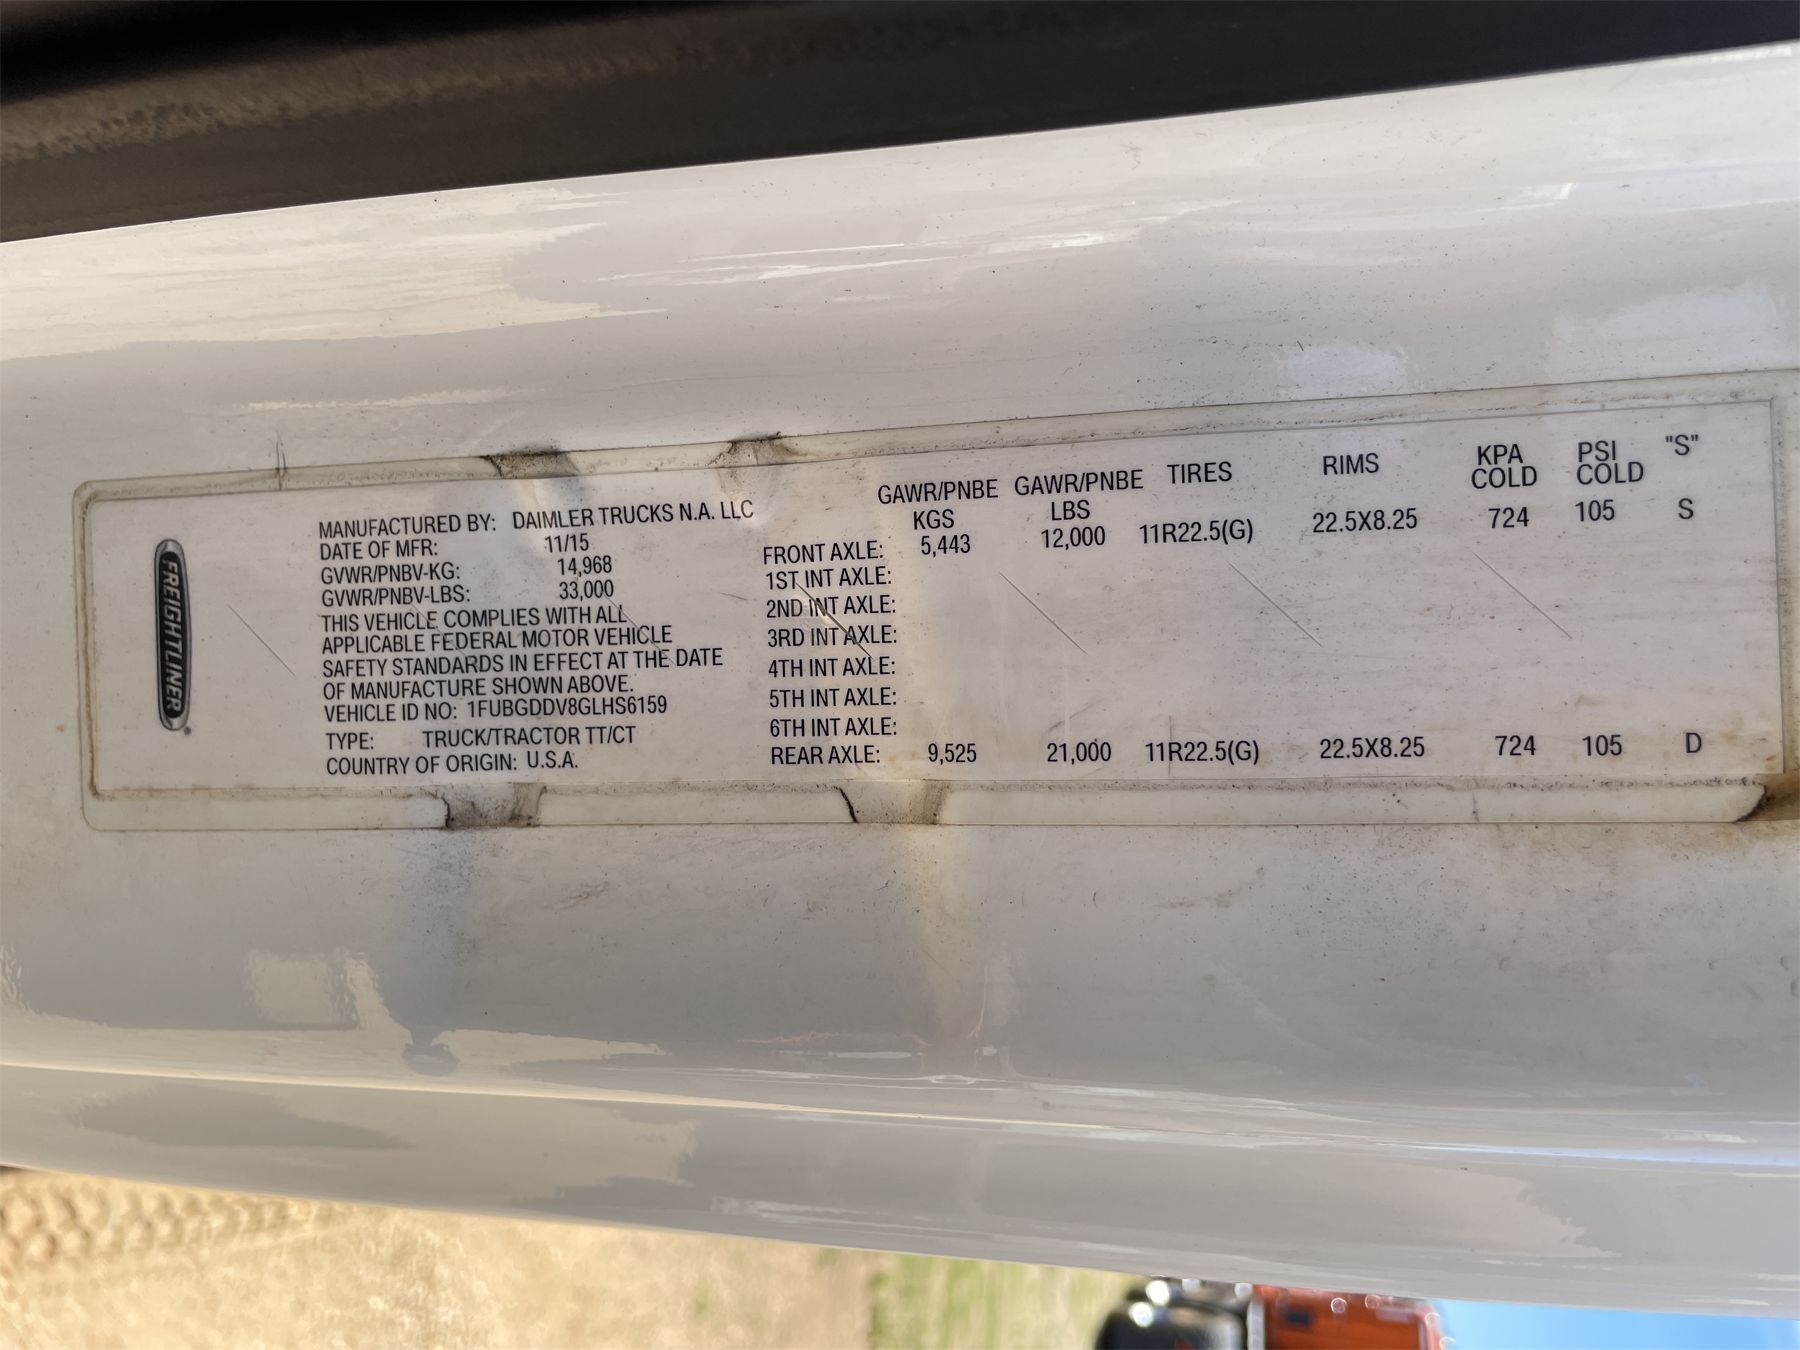 FREIGHTLINER
MANUFACTURED BY: DAIMLER TRUCKS N.A. LLC
DATE OF MFR: 11/15
GVWR/PNBV-KG: 14,968
GVWR/PNBV-LBS: 33,000
THIS VEHICLE COMPLIES WITH ALL
APPLICABLE FEDERAL MOTOR VEHICLE
SAFETY STANDARDS IN EFFECT AT THE DATE
OF MANUFACTURE SHOWN ABOVE.
VEHICLE ID NO: 1FUBGDDV8GLHS6159
TYPE: TRUCK/TRACTOR TT/CT
COUNTRY OF ORIGIN: U.S.A.
GAWR/PNBE GAWR/PNBE TIRES RIMS KPA PSI "S"
KGS LBS COLD COLD
FRONT AXLE: 5,443 12,000 11R22.5(G) 22.5X8.25 724 105 S
1ST INT AXLE:
2ND INT AXLE:
3RD INT AXLE:
4TH INT AXLE:
5TH INT AXLE:
6TH INT AXLE:
REAR AXLE: 9,525 21,000 11R22.5(G) 22.5X8.25 724 105 D